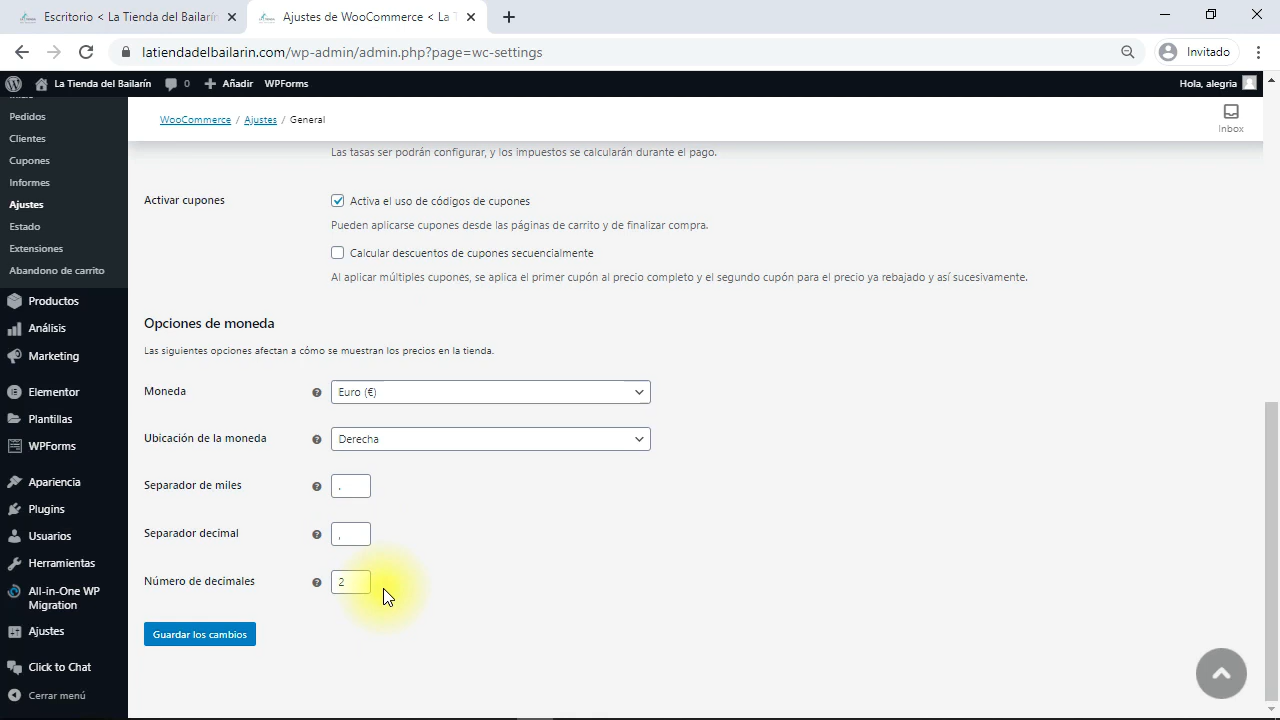 Escritorio < La Tienda del Bailarín
Ajustes de WooCommerce < La T
latiendadelbailarin.com/wp-admin/admin.php?page=wc-settings
Invitado
La Tienda del Bailarín
0
Añadir
WPForms
Hola, alegria
Pedidos
Clientes
Cupones
Informes
Ajustes
Estado
Extensiones
Abandono de carrito
Productos
Análisis
Marketing
Elementor
Plantillas
WPForms
Apariencia
Plugins
Usuarios
Herramientas
All-in-One WP
Migration
Ajustes
Click to Chat
Cerrar menú
WooCommerce / Ajustes / General
Inbox
Las tasas ser podrán configurar, y los impuestos se calcularán durante el pago.
Activar cupones
Activa el uso de códigos de cupones
Pueden aplicarse cupones desde las páginas de carrito y de finalizar compra.
Calcular descuentos de cupones secuencialmente
Al aplicar múltiples cupones, se aplica el primer cupón al precio completo y el segundo cupón para el precio ya rebajado y así sucesivamente.
Opciones de moneda
Las siguientes opciones afectan a cómo se muestran los precios en la tienda.
Moneda
Euro (€)
Ubicación de la moneda
Derecha
Separador de miles
.
Separador decimal
,
Número de decimales
2
Guardar los cambios